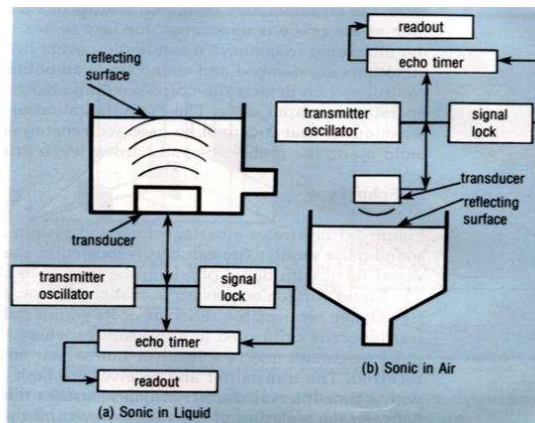 reflecting
surface
transmitter
oscillator
signal
lock
transducer
echo timer
readout
(a) Sonic in Liquid
readout
echo timer
transmitter
oscillator
signal
lock
transducer
reflecting
surface
(b) Sonic in Air